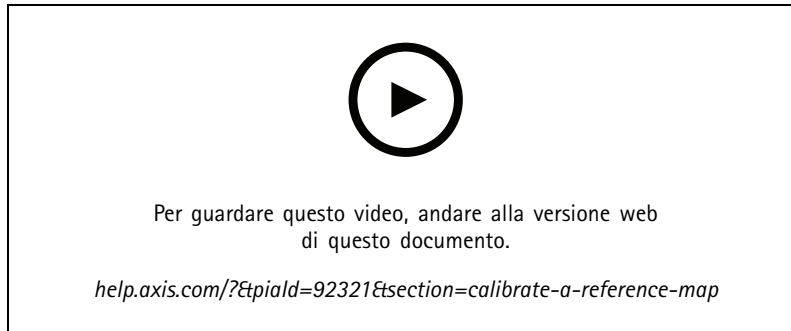 Per guardare questo video, andare alla versione web
di questo documento.
help.axis.com/?&piaId=92321&section=calibrate-a-reference-map